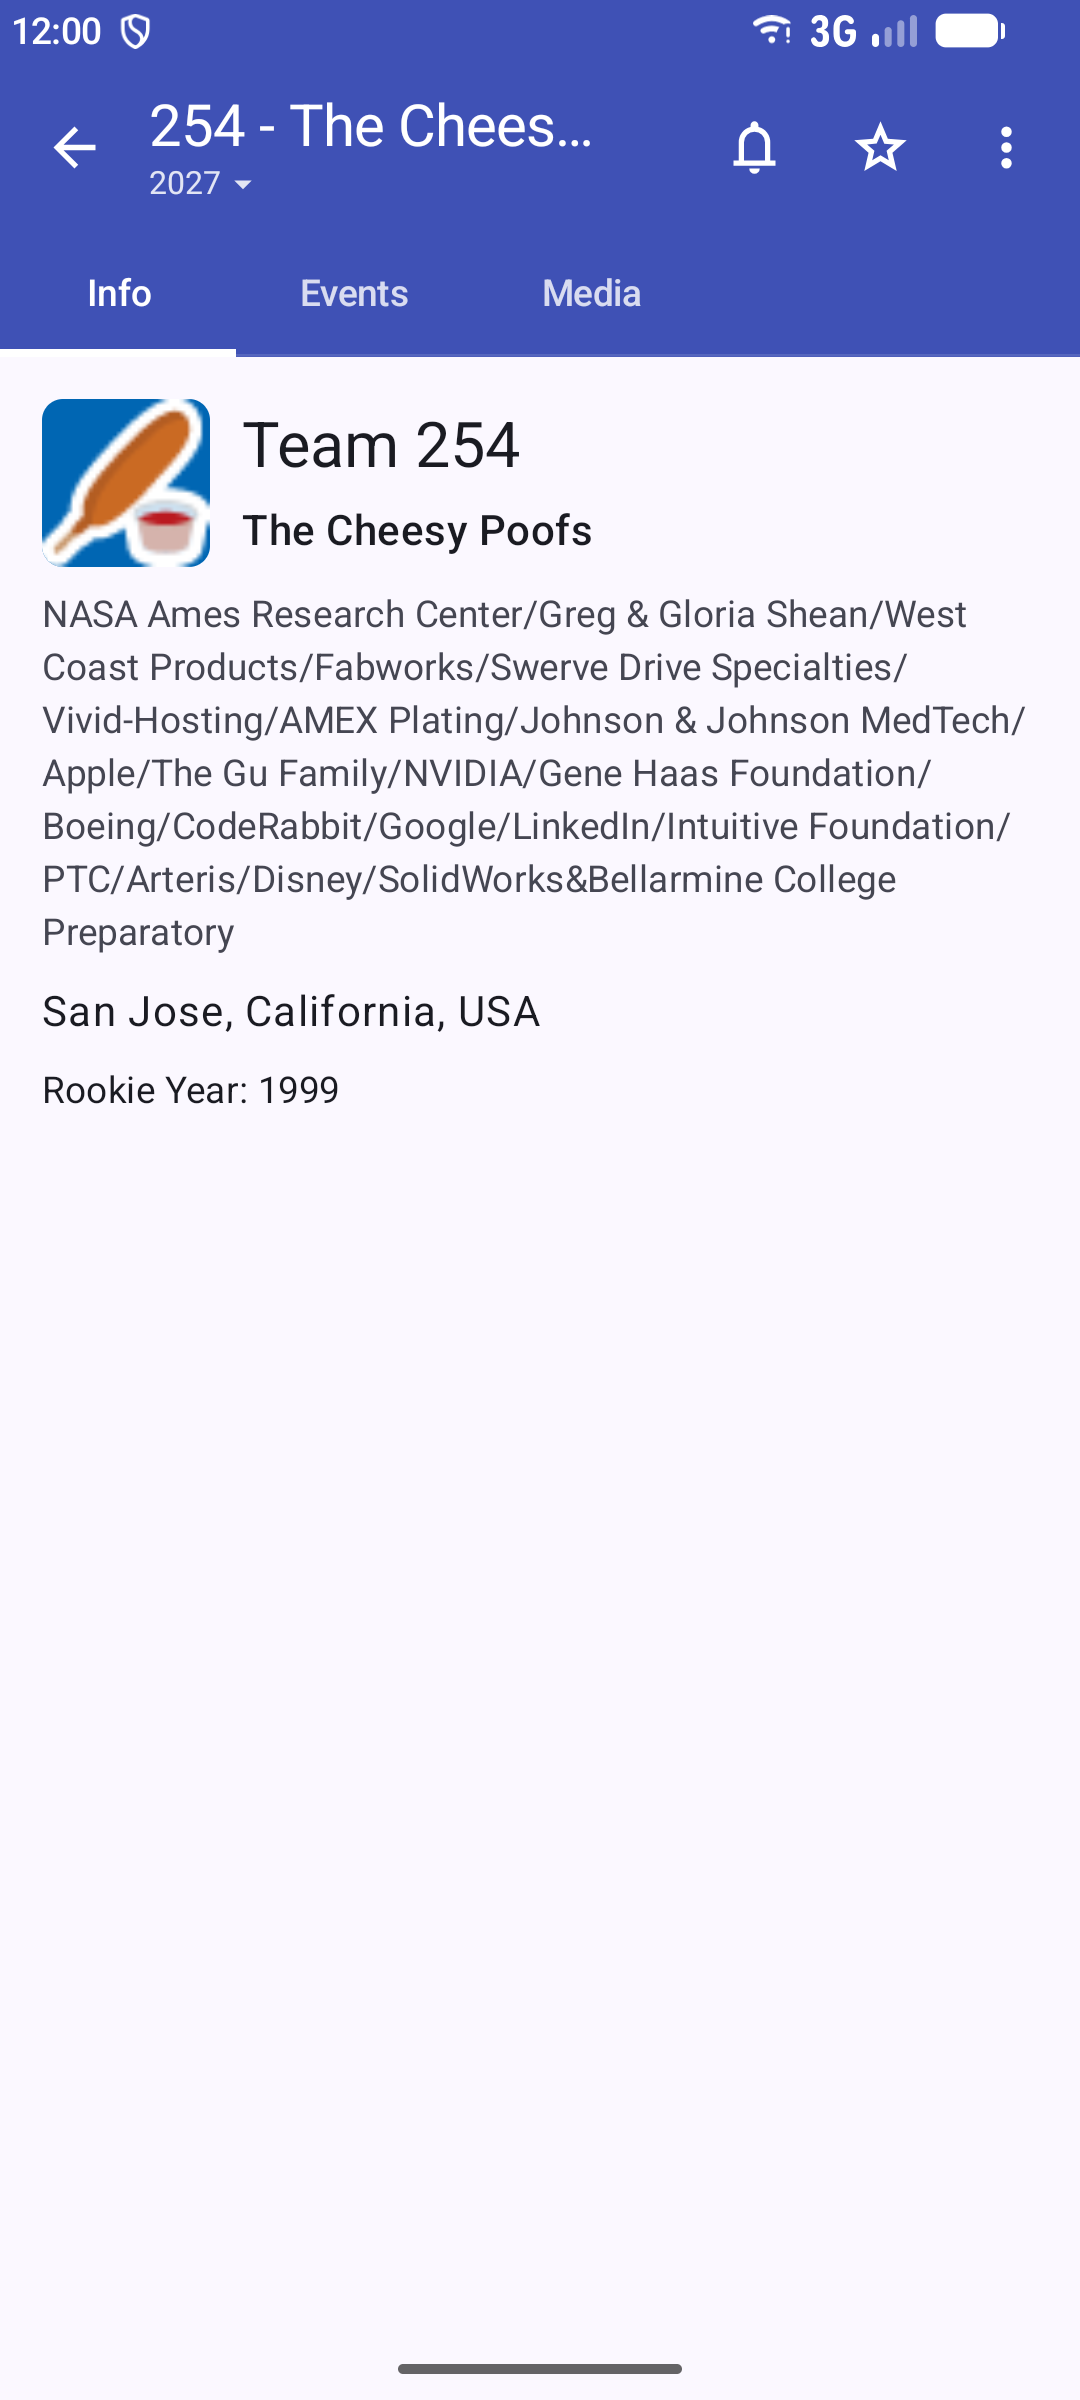 12:00
3G
254 - The Chees...
2027
Info
Events
Media
Team 254
The Cheesy Poofs
NASA Ames Research Center/Greg & Gloria Shean/West
Coast Products/Fabworks/Swerve Drive Specialties/
Vivid-Hosting/AMEX Plating/Johnson & Johnson MedTech/
Apple/The Gu Family/NVIDIA/Gene Haas Foundation/
Boeing/CodeRabbit/Google/LinkedIn/Intuitive Foundation/
PTC/Arteris/Disney/SolidWorks&Bellarmine College
Preparatory
San Jose, California, USA
Rookie Year: 1999